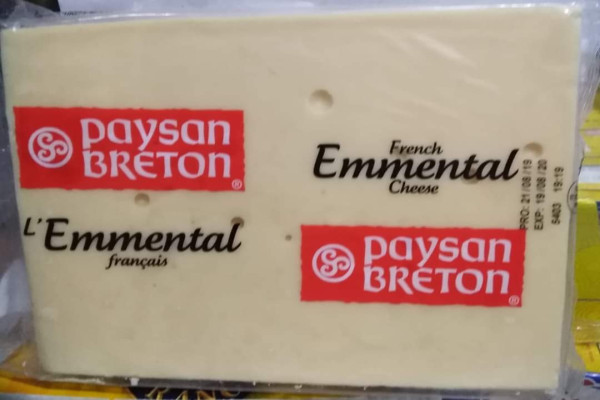 paysan
BRETON
®
French
Emmental
Cheese
L'Emmental
français
paysan
BRETON
®
PRO: 21/08/19
EXP: 19/08/20
5403 19:19